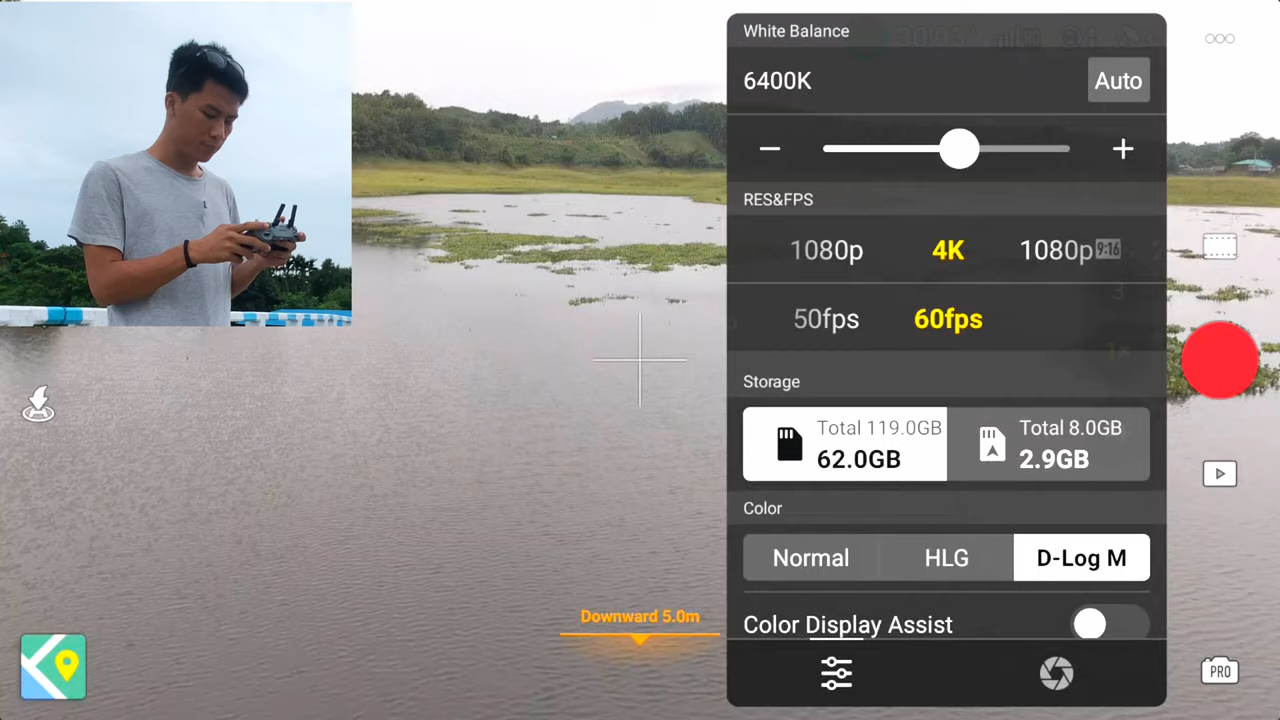 White Balance
6400K
Auto
RES&FPS
1080p
4K
1080p 9:16
50fps
60fps
Storage
Total 119.0GB
62.0GB
Total 8.0GB
2.9GB
Color
Normal
HLG
D-Log M
Downward 5.0m
Color Display Assist
PRO